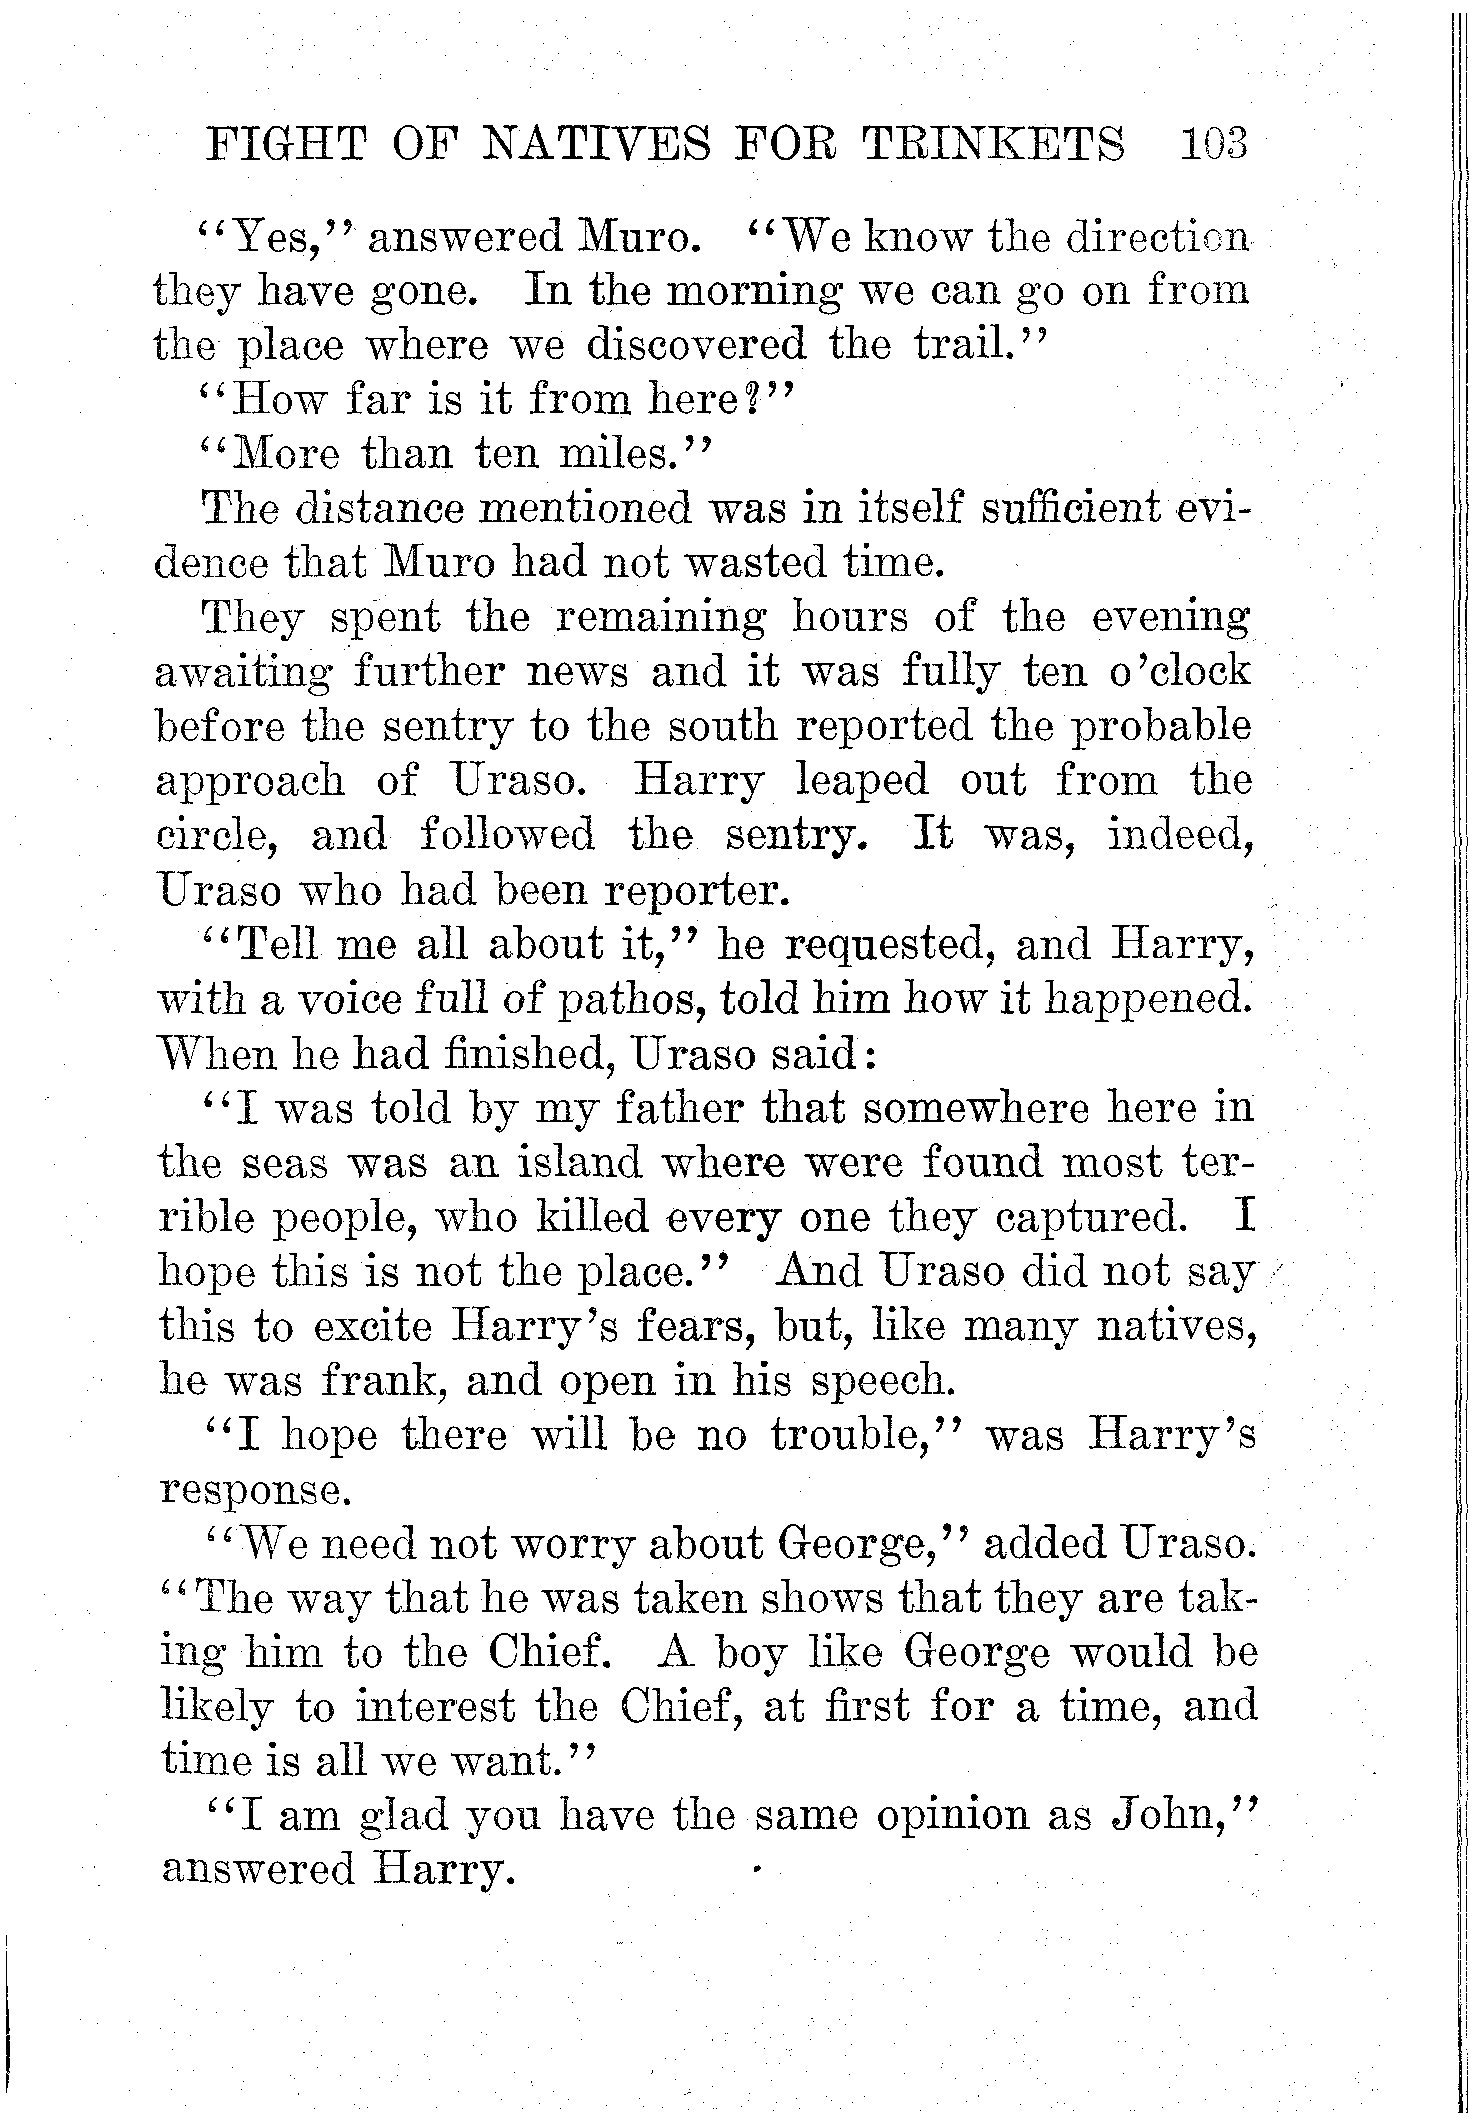 FIGHT OF NATIVES FOR TRINKETS 103
"Yes," answered Muro. "We know the direction
they have gone. In the morning we can go on from
the place where we discovered the trail."
"How far is it from here?"
"More than ten miles."
The distance mentioned was in itself sufficient evi-
dence that Muro had not wasted time.
They spent the remaining hours of the evening
awaiting further news and it was fully ten o'clock
before the sentry to the south reported the probable
approach of Uraso. Harry leaped out from the
circle, and followed the sentry. It was, indeed,
Uraso who had been reporter.
"Tell me all about it," he requested, and Harry,
with a voice full of pathos, told him how it happened.
When he had finished, Uraso said:
"I was told by my father that somewhere here in
the seas was an island where were found most ter-
rible people, who killed every one they captured. I
hope this is not the place." And Uraso did not say
this to excite Harry's fears, but, like many natives,
he was frank, and open in his speech.
"I hope there will be no trouble," was Harry's
response.
"We need not worry about George," added Uraso.
"The way that he was taken shows that they are tak-
ing him to the Chief. A boy like George would be
likely to interest the Chief, at first for a time, and
time is all we want."
"I am glad you have the same opinion as John,"
answered Harry.